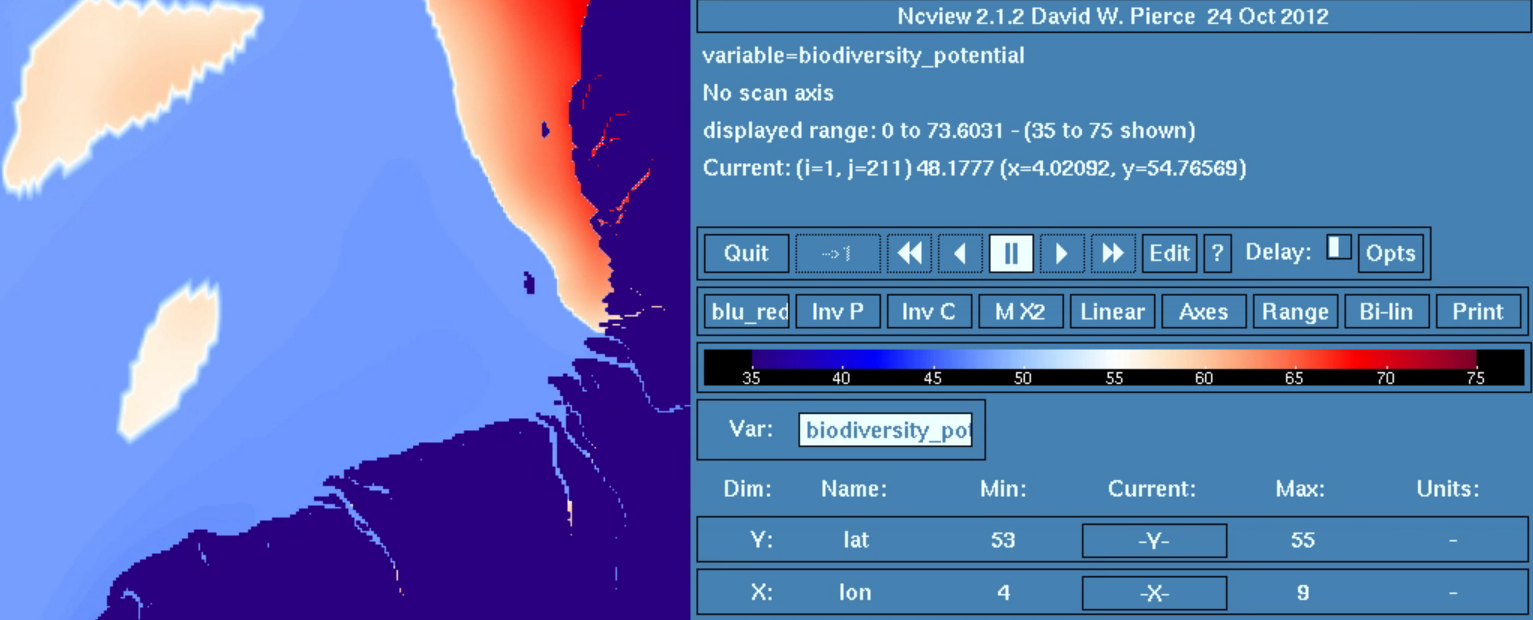 Ncview 2.1.2 David W. Pierce 24 Oct 2012
variable=biodiversity_potential
No scan axis
displayed range: 0 to 73.6031 - (35 to 75 shown)
Current: (i=1, j=211) 48.1777 (x=4.02092, y=54.76569)
Quit ->1 Edit ? Delay: Opts
blu_red Inv P Inv C M X2 Linear Axes Range Bi-lin Print
35 40 45 50 55 60 65 70 75
Var: biodiversity_pot
Dim: Name: Min: Current: Max: Units:
Y: lat 53 -Y- 55 -
X: lon 4 -X- 9 -